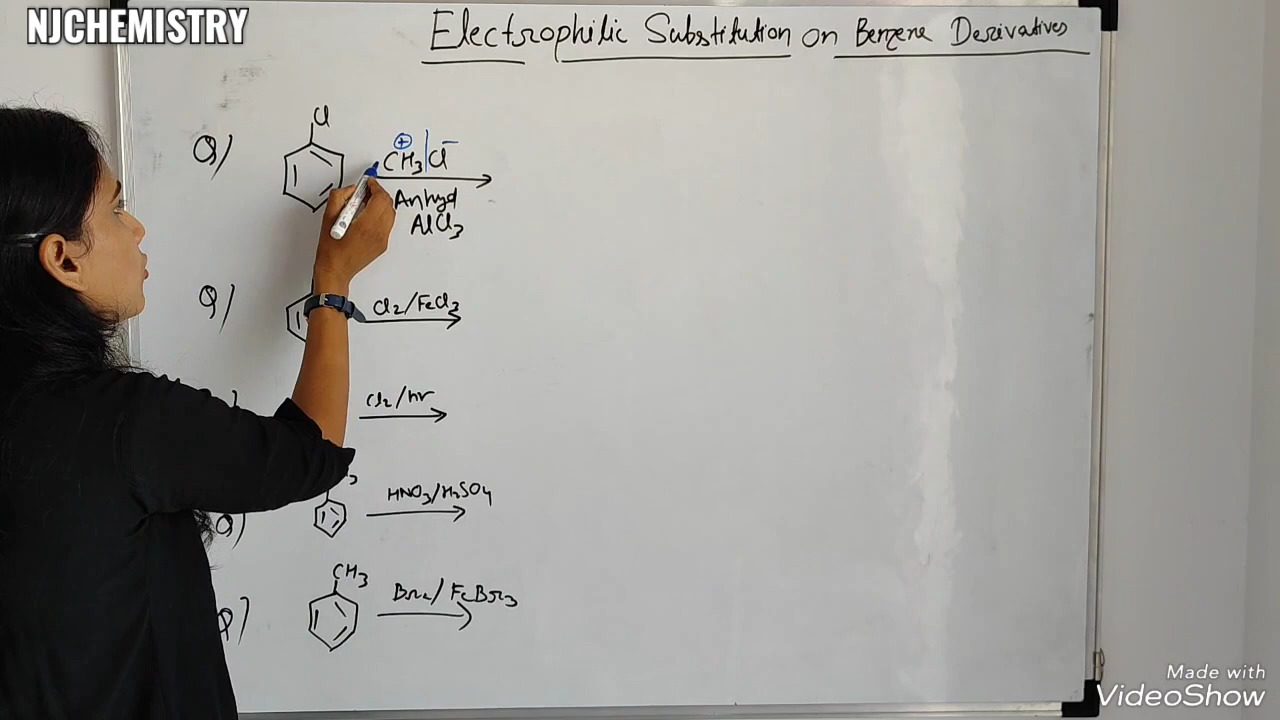 NJCHEMISTRY
Electrophilic Substitution on Benzene Derivatives
Cl
Q/ CH3 | Cl-
+
Anhyd
AlCl3
Q/ Cl2/FeCl3
Cl2/hν
HNO3/H2SO4
Q)
CH3
Q) Br2/FeBr3
Made with
VideoShow